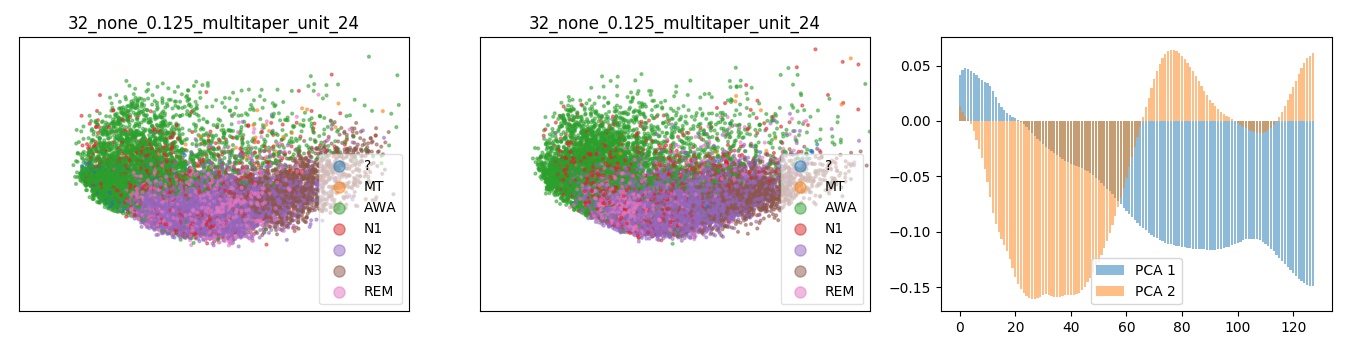 32_none_0.125_multitaper_unit_24
?
MT
AWA
N1
N2
N3
REM
32_none_0.125_multitaper_unit_24
?
MT
AWA
N1
N2
N3
REM
0.05
0.00
−0.05
−0.10
−0.15
PCA 1
PCA 2
0 20 40 60 80 100 120